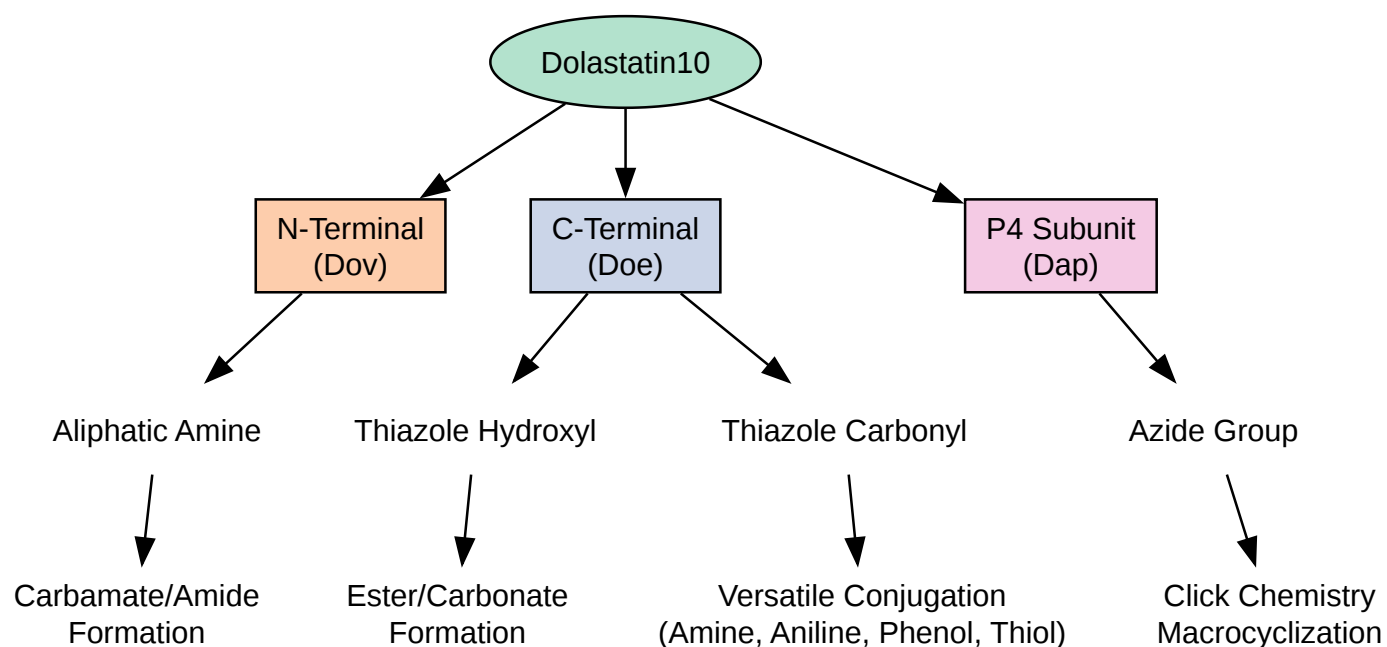 Dolastatin10
N-Terminal
(Dov)
C-Terminal
(Doe)
P4 Subunit
(Dap)
Aliphatic Amine
Thiazole Hydroxyl
Thiazole Carbonyl
Azide Group
Carbamate/Amide
Formation
Ester/Carbonate
Formation
Versatile Conjugation
(Amine, Aniline, Phenol, Thiol)
Click Chemistry
Macrocyclization